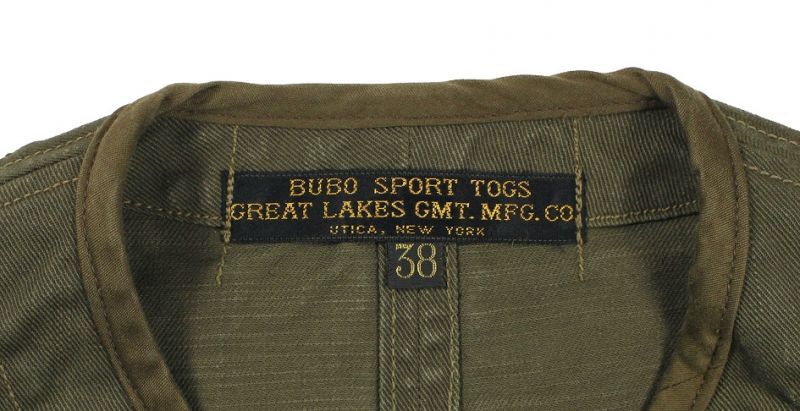 BUBO SPORT TOGS
GREAT LAKES GMT. MFG. CO
UTICA, NEW YORK
38